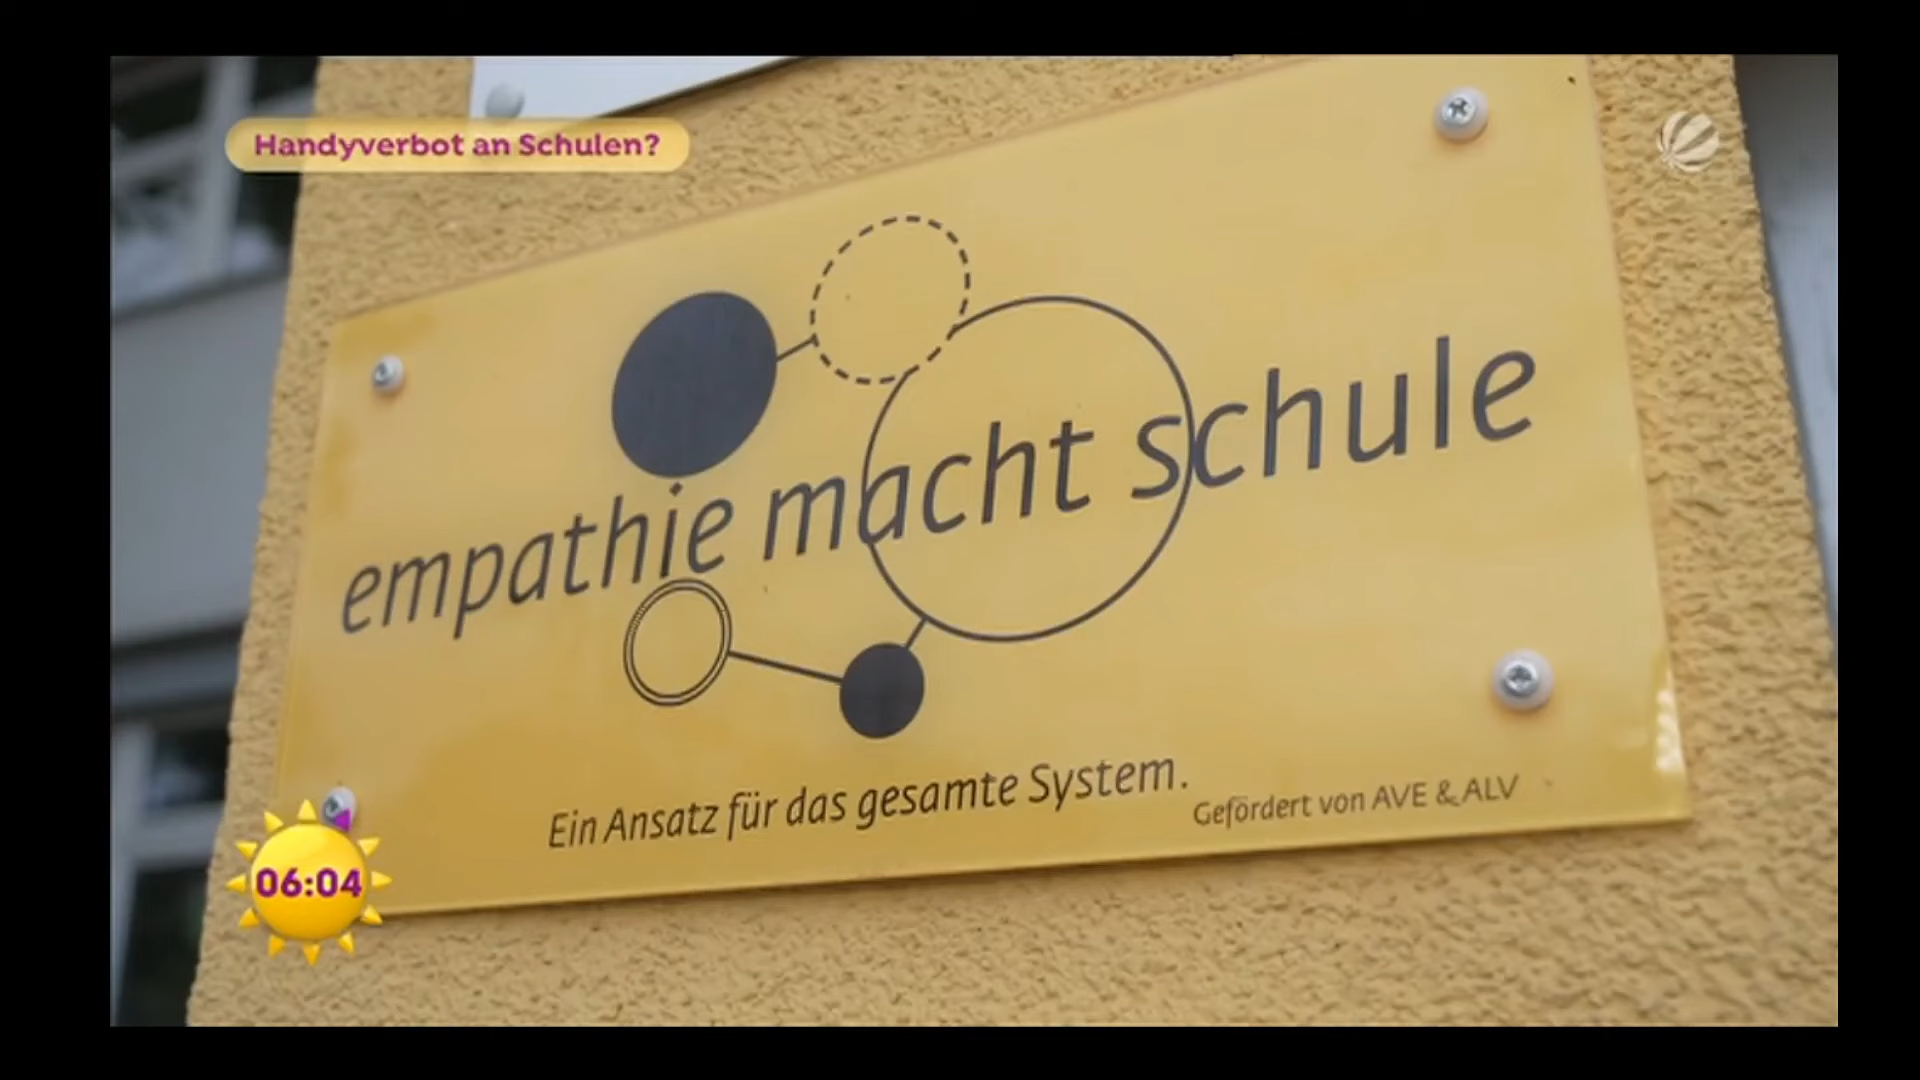 Handyverbot an Schulen?
empathie macht schule
Ein Ansatz für das gesamte System.
Gefördert von AVE & ALV
06:04